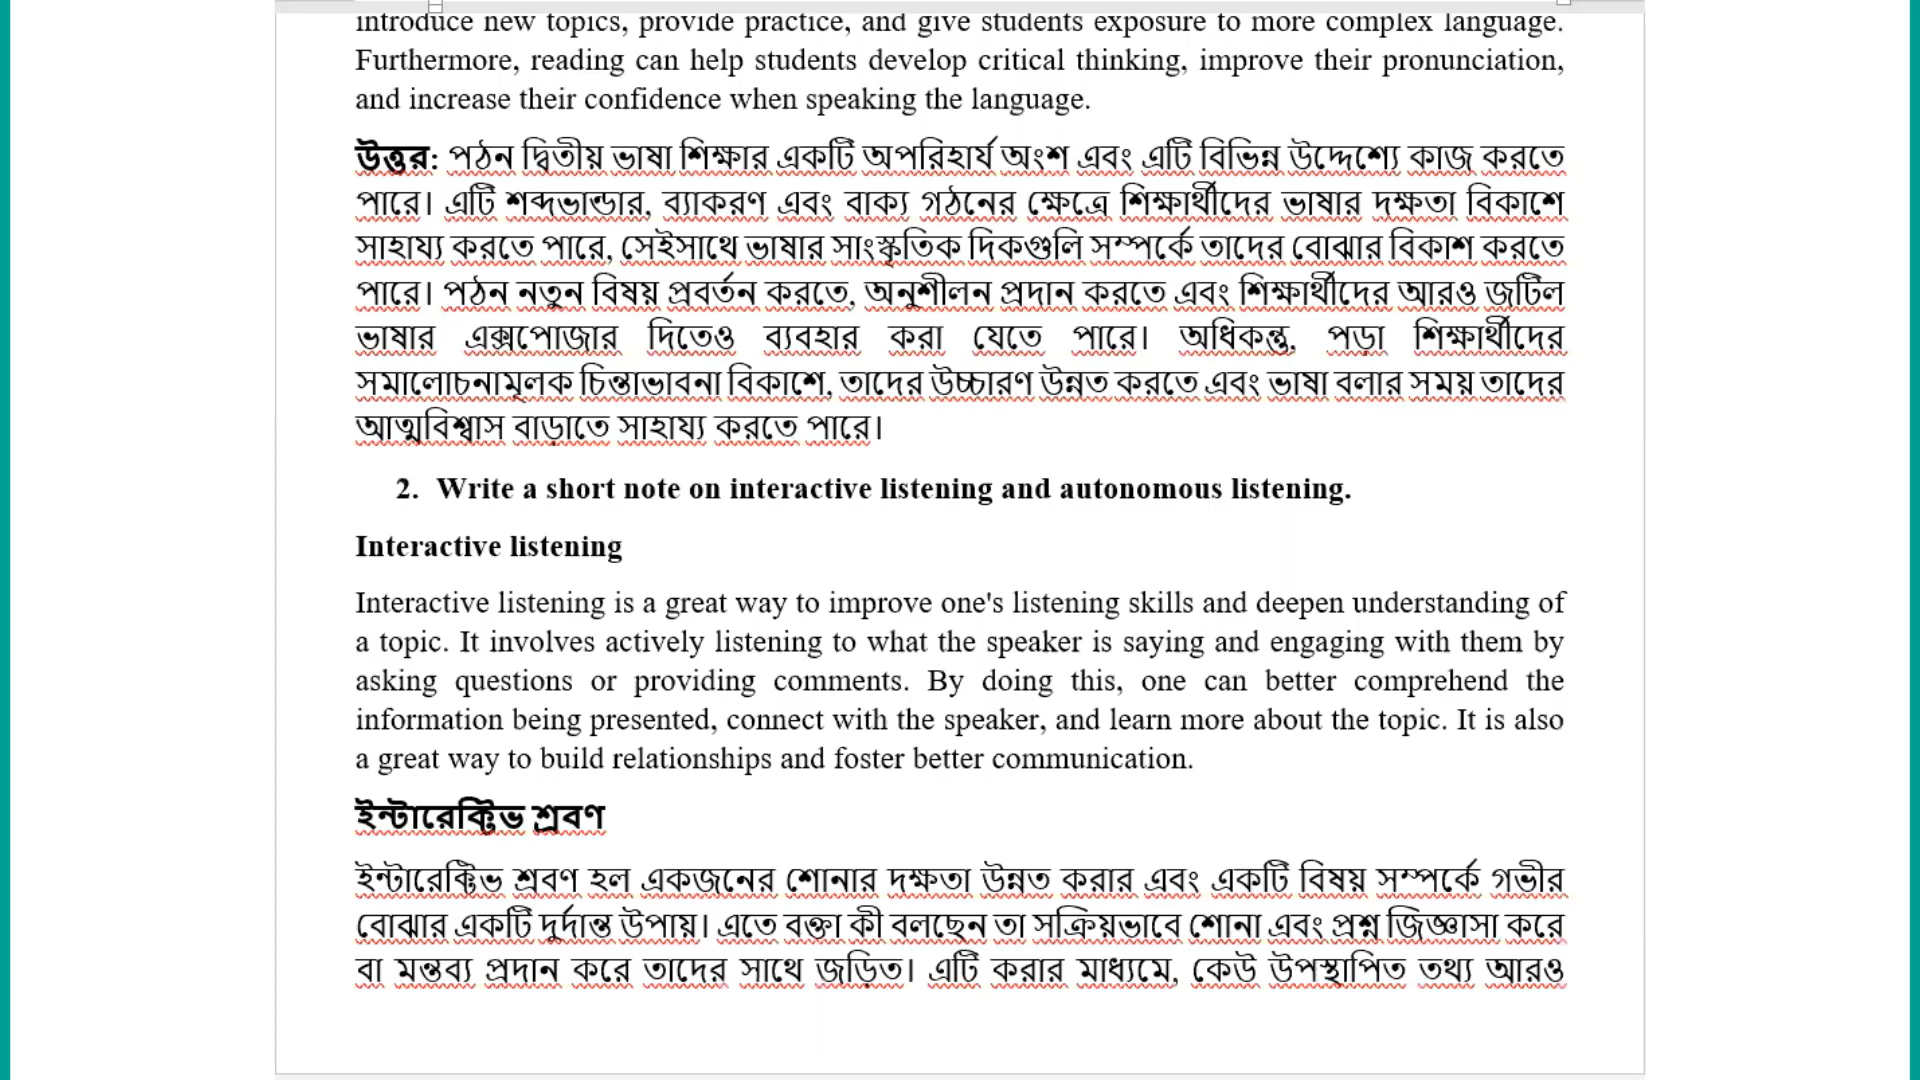 introduce new topics, provide practice, and give students exposure to more complex language.
Furthermore, reading can help students develop critical thinking, improve their pronunciation,
and increase their confidence when speaking the language.
উত্তর: পঠন দ্বিতীয় ভাষা শিক্ষার একটি অপরিহার্য অংশ এবং এটি বিভিন্ন উদ্দেশ্যে কাজ করতে
পারে। এটি শব্দভান্ডার, ব্যাকরণ এবং বাক্য গঠনের ক্ষেত্রে শিক্ষার্থীদের ভাষার দক্ষতা বিকাশে
সাহায্য করতে পারে, সেইসাথে ভাষার সাংস্কৃতিক দিকগুলি সম্পর্কে তাদের বোঝার বিকাশ করতে
পারে। পঠন নতুন বিষয় প্রবর্তন করতে, অনুশীলন প্রদান করতে এবং শিক্ষার্থীদের আরও জটিল
ভাষার এক্সপোজার দিতেও ব্যবহার করা যেতে পারে। অধিকন্তু, পড়া শিক্ষার্থীদের
সমালোচনামূলক চিন্তাভাবনা বিকাশে, তাদের উচ্চারণ উন্নত করতে এবং ভাষা বলার সময় তাদের
আত্মবিশ্বাস বাড়াতে সাহায্য করতে পারে।
2. Write a short note on interactive listening and autonomous listening.
Interactive listening
Interactive listening is a great way to improve one's listening skills and deepen understanding of
a topic. It involves actively listening to what the speaker is saying and engaging with them by
asking questions or providing comments. By doing this, one can better comprehend the
information being presented, connect with the speaker, and learn more about the topic. It is also
a great way to build relationships and foster better communication.
ইন্টারেক্টিভ শ্রবণ
ইন্টারেক্টিভ শ্রবণ হল একজনের শোনার দক্ষতা উন্নত করার এবং একটি বিষয় সম্পর্কে গভীর
বোঝার একটি দুর্দান্ত উপায়। এতে বক্তা কী বলছেন তা সক্রিয়ভাবে শোনা এবং প্রশ্ন জিজ্ঞাসা করে
বা মন্তব্য প্রদান করে তাদের সাথে জড়িত। এটি করার মাধ্যমে, কেউ উপস্থাপিত তথ্য আরও